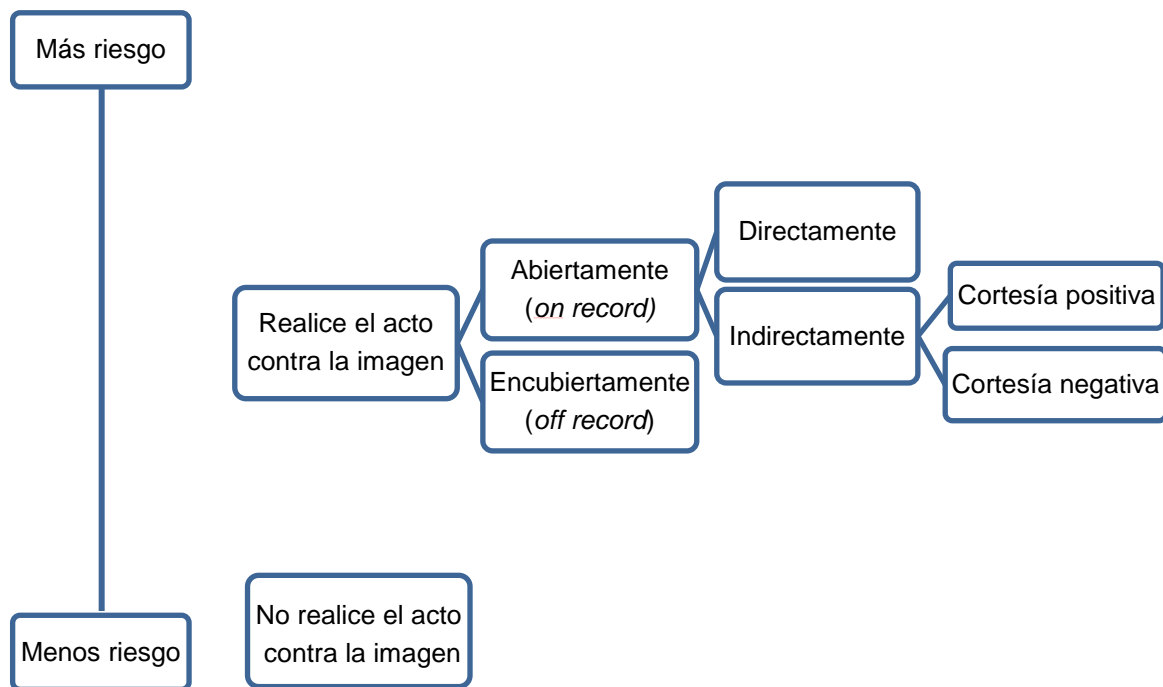 Más riesgo
Directamente
Abiertamente
(on record)
Cortesía positiva
Realice el acto
contra la imagen
Indirectamente
Encubiertamente
(off record)
Cortesía negativa
No realice el acto
contra la imagen
Menos riesgo